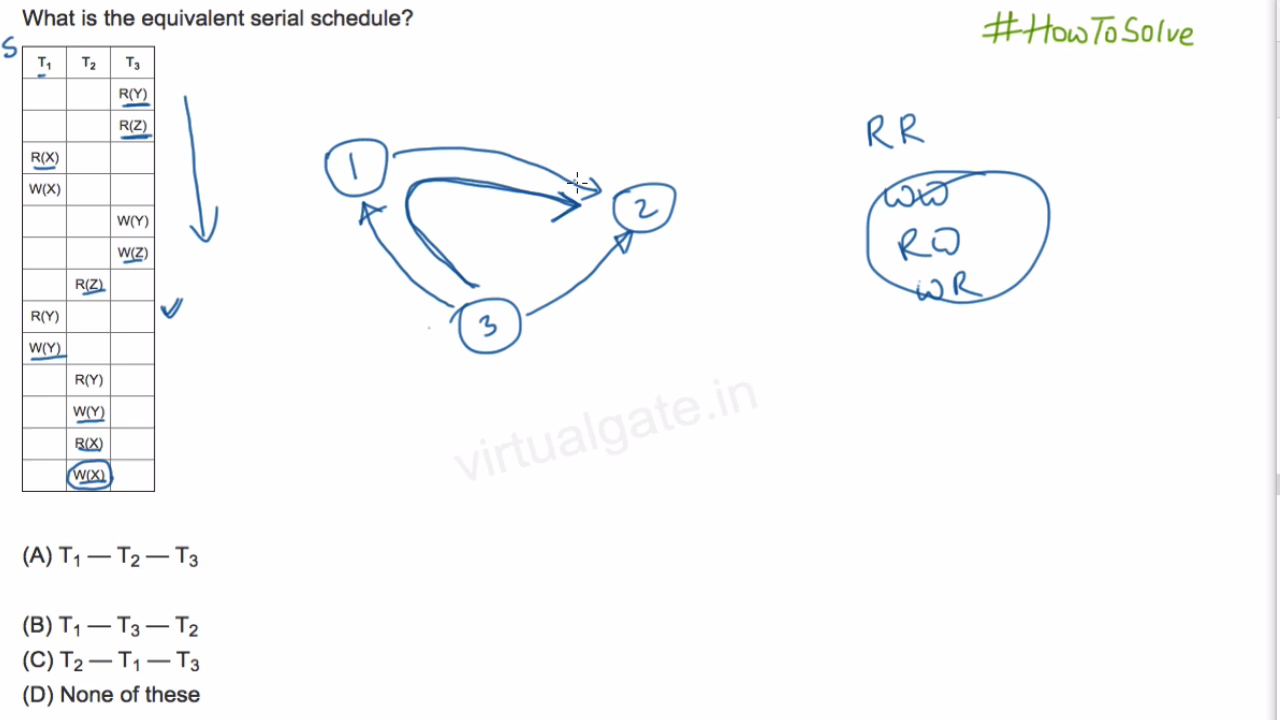 What is the equivalent serial schedule?
#HowToSolve
S
T₁ T₂ T₃
R(Y)
R(Z)
R(X)
W(X)
W(Y)
W(Z)
R(Z)
R(Y)
W(Y)
R(Y)
W(Y)
R(X)
W(X)
1
2
3
RR
WW
RW
WR
virtualgate.in
(A) T₁ — T₂ — T₃
(B) T₁ — T₃ — T₂
(C) T₂ — T₁ — T₃
(D) None of these